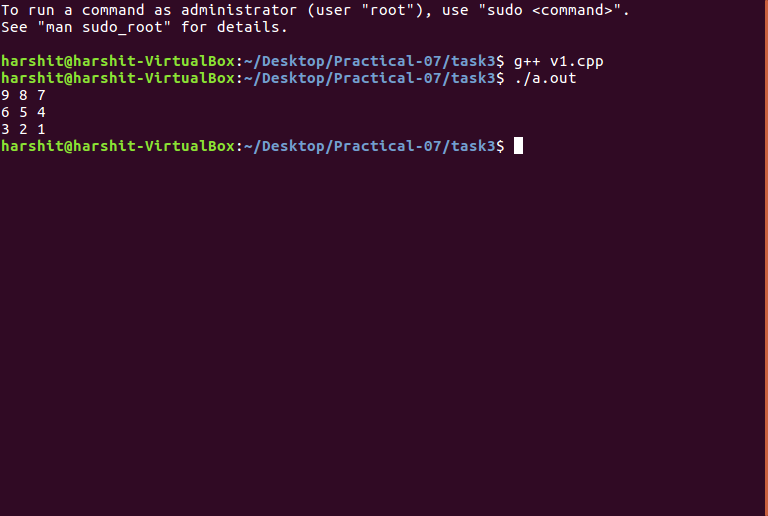 To run a command as administrator (user "root"), use "sudo <command>".
See "man sudo_root" for details.
harshit@harshit-VirtualBox:~/Desktop/Practical-07/task3$ g++ v1.cpp
harshit@harshit-VirtualBox:~/Desktop/Practical-07/task3$ ./a.out
9 8 7
6 5 4
3 2 1
harshit@harshit-VirtualBox:~/Desktop/Practical-07/task3$